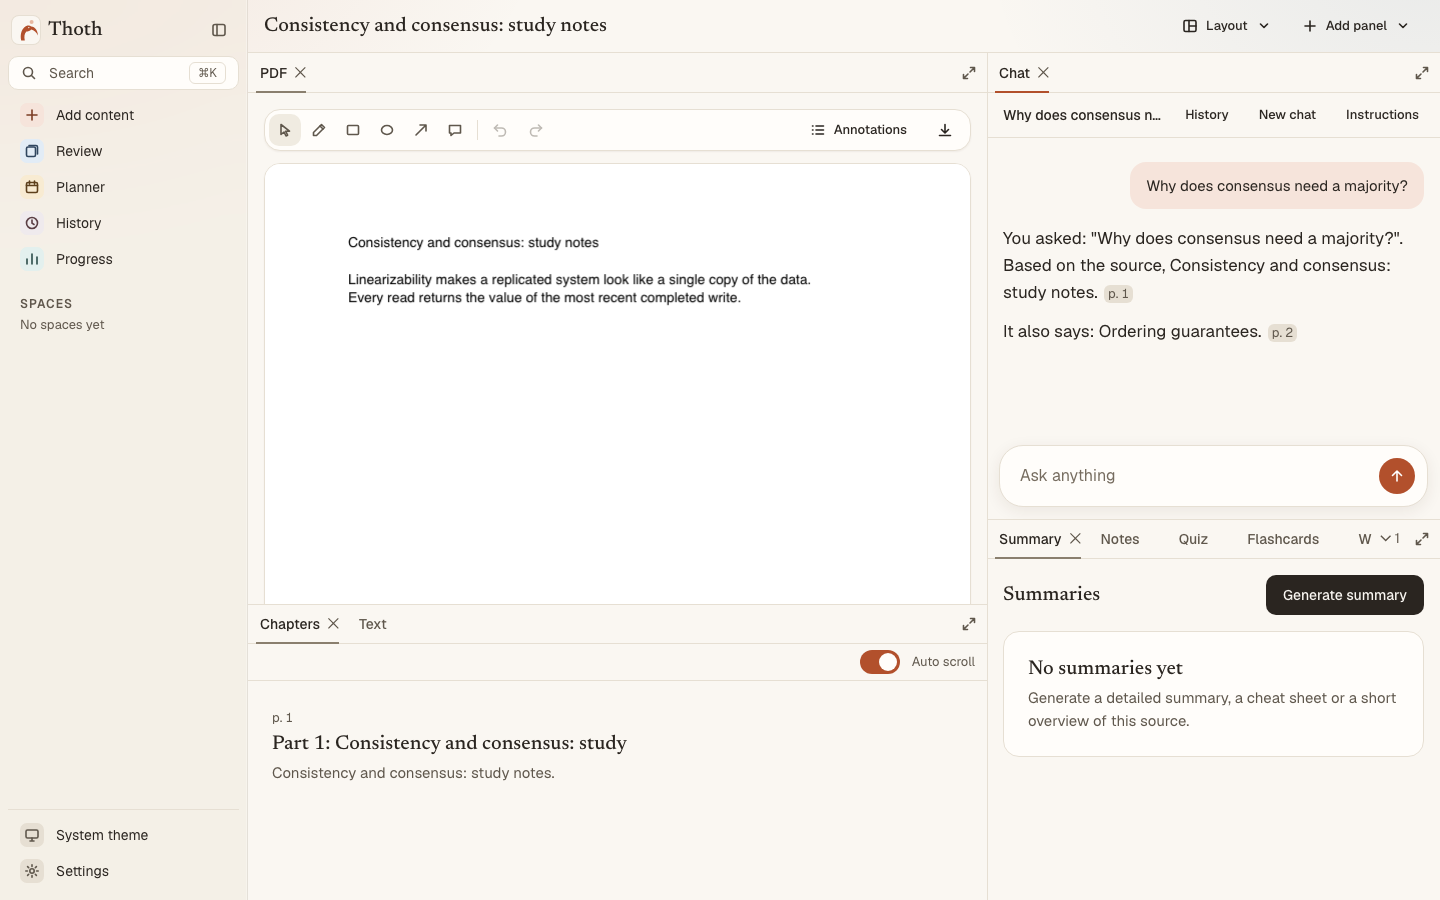 Thoth
Search
⌘K
Add content
Review
Planner
History
Progress
SPACES
No spaces yet
System theme
Settings
Consistency and consensus: study notes
Layout
Add panel
PDF
Annotations
Consistency and consensus: study notes
Linearizability makes a replicated system look like a single copy of the data.
Every read returns the value of the most recent completed write.
Chapters
Text
Auto scroll
p. 1
Part 1: Consistency and consensus: study
Consistency and consensus: study notes.
Chat
Why does consensus n...
History
New chat
Instructions
Why does consensus need a majority?
You asked: "Why does consensus need a majority?".
Based on the source, Consistency and consensus:
study notes. p. 1
It also says: Ordering guarantees. p. 2
Ask anything
Summary
Notes
Quiz
Flashcards
W
1
Summaries
Generate summary
No summaries yet
Generate a detailed summary, a cheat sheet or a short
overview of this source.